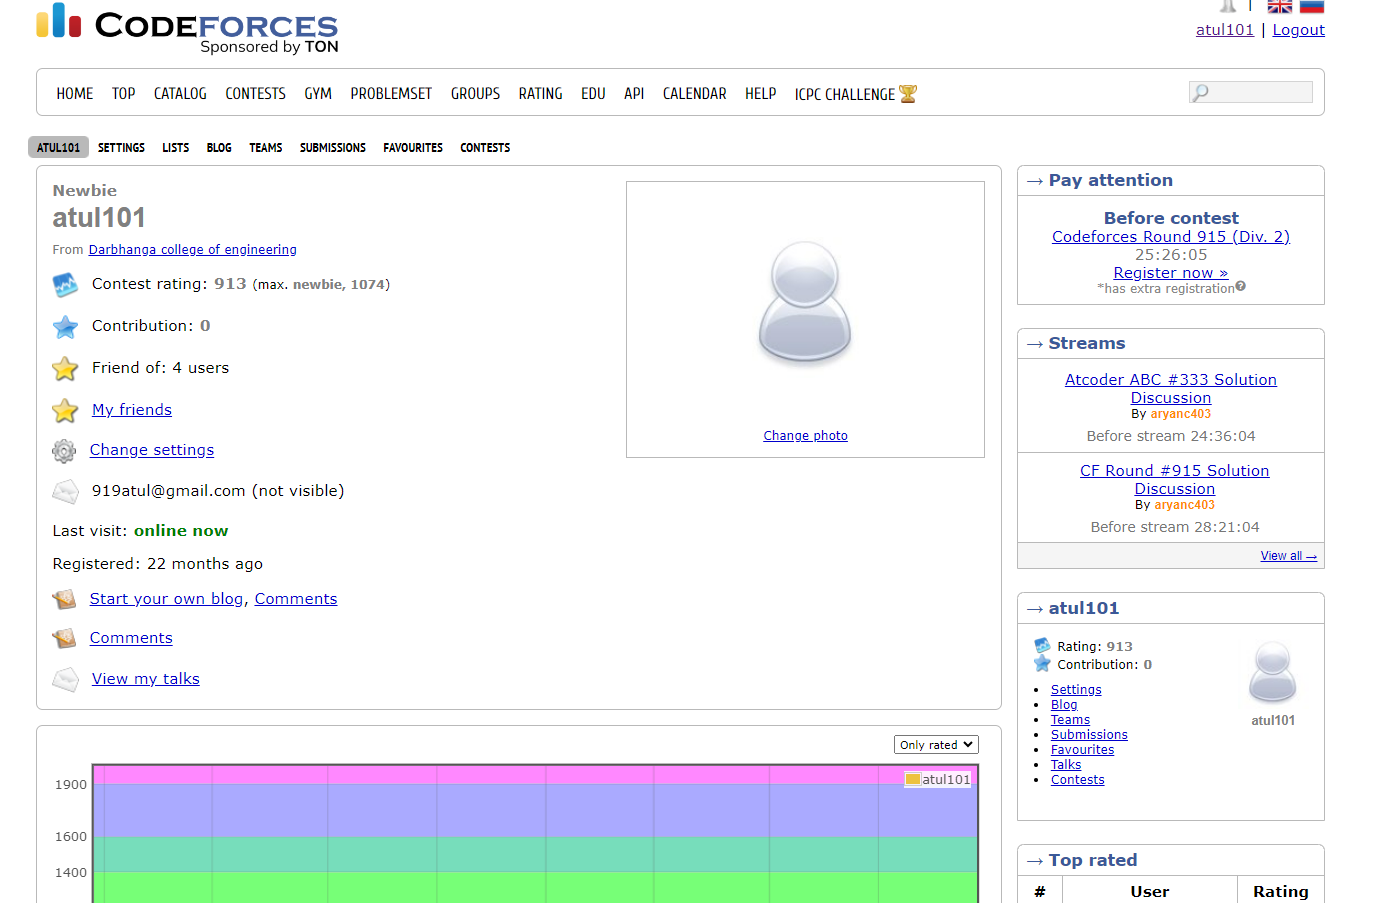 CODEFORCES
Sponsored by TON
atul101 | Logout
HOME TOP CATALOG CONTESTS GYM PROBLEMSET GROUPS RATING EDU API CALENDAR HELP ICPC CHALLENGE
ATUL101 SETTINGS LISTS BLOG TEAMS SUBMISSIONS FAVOURITES CONTESTS
Newbie
atul101
From Darbhanga college of engineering
Contest rating: 913 (max. newbie, 1074)
Contribution: 0
Friend of: 4 users
My friends
Change settings
919atul@gmail.com (not visible)
Last visit: online now
Registered: 22 months ago
Start your own blog, Comments
Comments
View my talks
Change photo
Only rated
atul101
1900
1600
1400
→ Pay attention
Before contest
Codeforces Round 915 (Div. 2)
25:26:05
Register now »
*has extra registration?
→ Streams
Atcoder ABC #333 Solution
Discussion
By aryanc403
Before stream 24:36:04
CF Round #915 Solution
Discussion
By aryanc403
Before stream 28:21:04
View all →
→ atul101
Rating: 913
Contribution: 0
Settings
Blog
Teams
Submissions
Favourites
Talks
Contests
atul101
→ Top rated
# User Rating